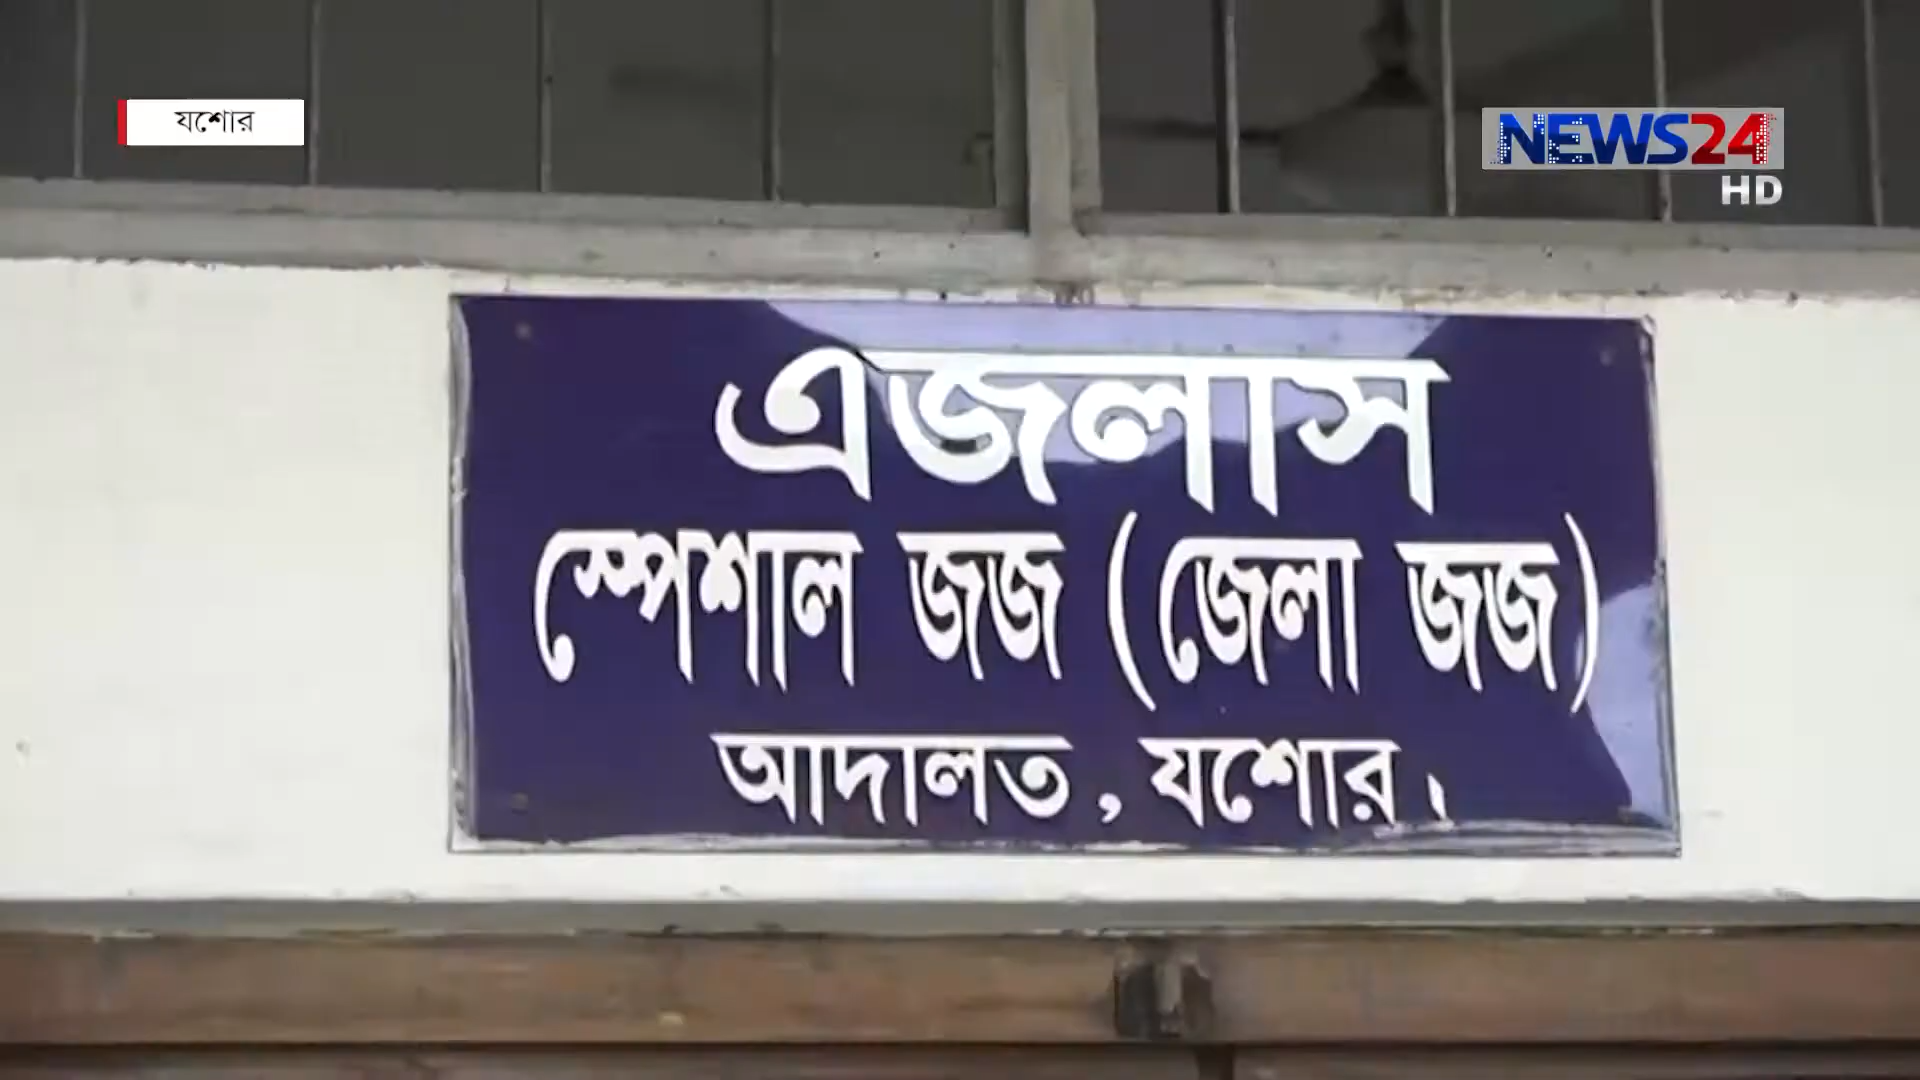 যশোর
NEWS24
HD
এজলাস
স্পেশাল জজ (জেলা জজ)
আদালত, যশোর।